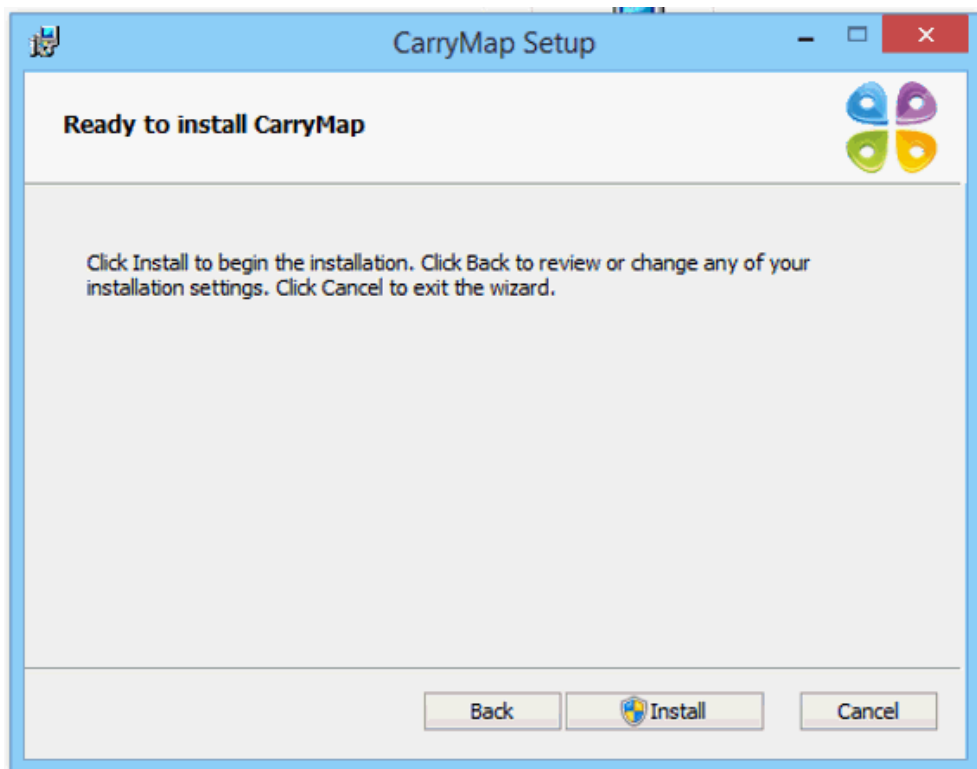 CarryMap Setup
Ready to install CarryMap
Click Install to begin the installation. Click Back to review or change any of your
installation settings. Click Cancel to exit the wizard.
Back
Install
Cancel